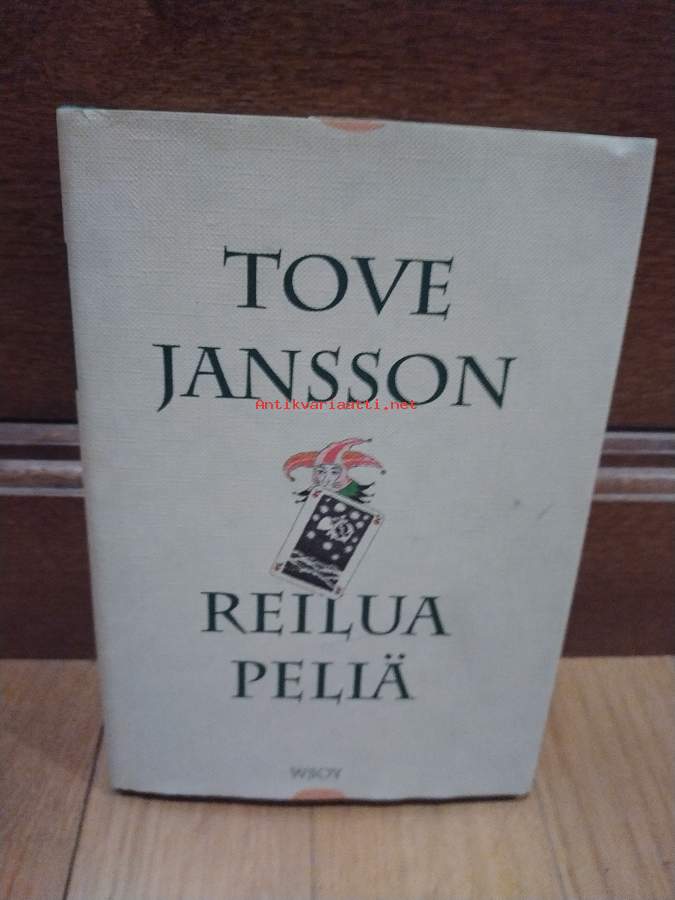 TOVE
JANSSON
Antikvariaatti.net
REILUA
PELIÄ
WSOY